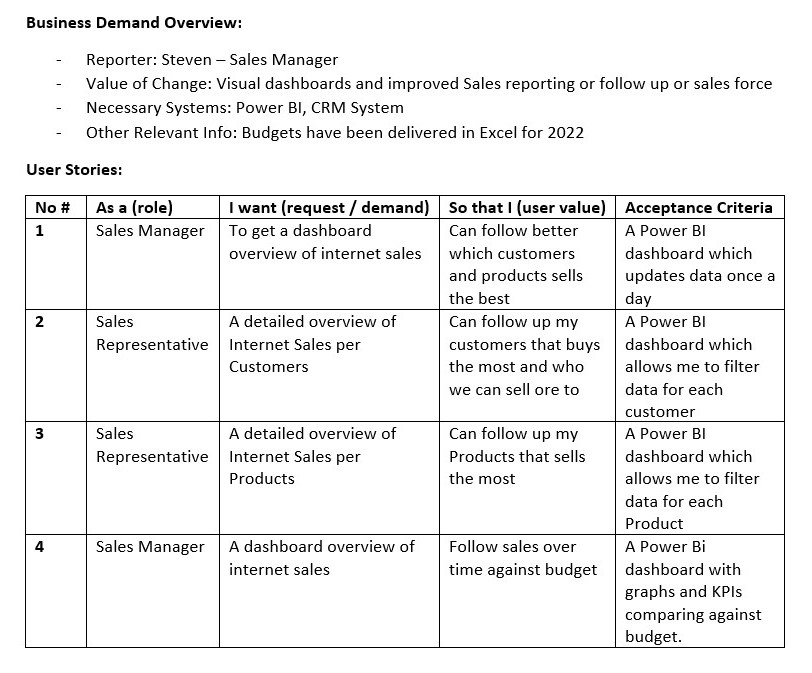 Business Demand Overview:
- Reporter: Steven – Sales Manager
- Value of Change: Visual dashboards and improved Sales reporting or follow up or sales force
- Necessary Systems: Power BI, CRM System
- Other Relevant Info: Budgets have been delivered in Excel for 2022
User Stories:
No # As a (role) I want (request / demand) So that I (user value) Acceptance Criteria
1 Sales Manager To get a dashboard Can follow better A Power BI
overview of internet sales which customers dashboard which
and products sells updates data once a
the best day
2 Sales A detailed overview of Can follow up my A Power BI
Representative Internet Sales per customers that buys dashboard which
Customers the most and who allows me to filter
we can sell ore to data for each
customer
3 Sales A detailed overview of Can follow up my A Power BI
Representative Internet Sales per Products that sells dashboard which
Products the most allows me to filter
data for each
Product
4 Sales Manager A dashboard overview of Follow sales over A Power Bi
internet sales time against budget dashboard with
graphs and KPIs
comparing against
budget.